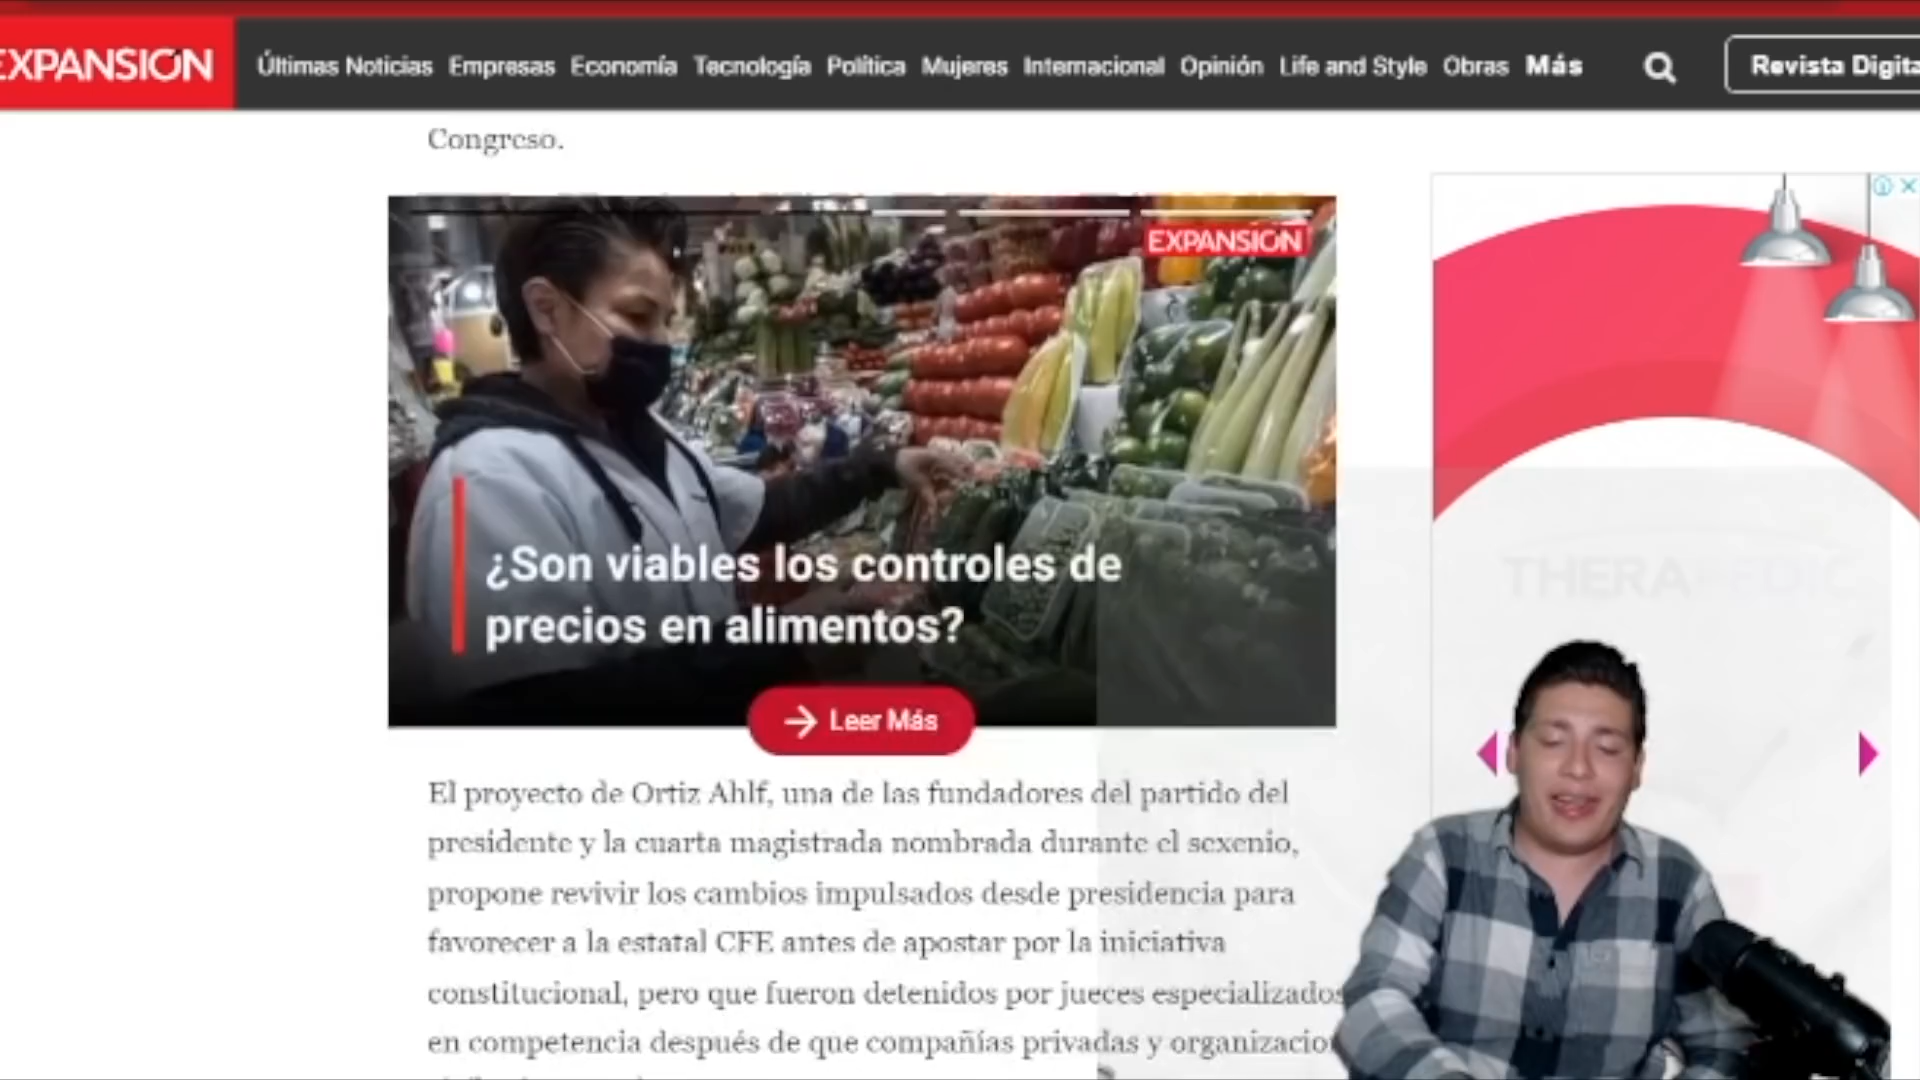 EXPANSIÓN
Últimas Noticias Empresas Economía Tecnología Política Mujeres Internacional Opinión Life and Style Obras Más
Revista Digita
Congreso.
EXPANSIÓN
¿Son viables los controles de
precios en alimentos?
→ Leer Más
THERAPEDIC
El proyecto de Ortiz Ahlf, una de las fundadores del partido del
presidente y la cuarta magistrada nombrada durante el sexenio,
propone revivir los cambios impulsados desde presidencia para
favorecer a la estatal CFE antes de apostar por la iniciativa
constitucional, pero que fueron detenidos por jueces especializados
en competencia después de que compañías privadas y organizacio